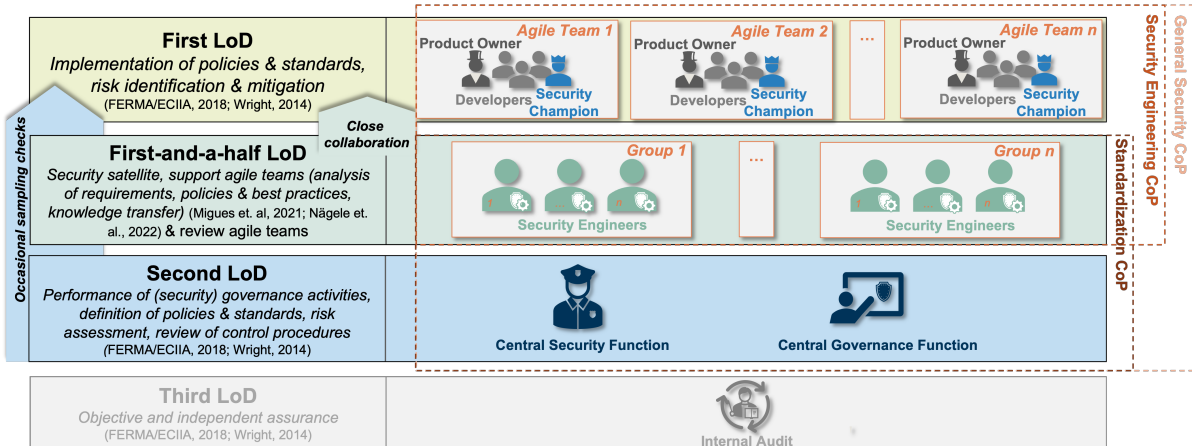 First LoD
Implementation of policies & standards,
risk identification & mitigation
(FERMA/ECIIA, 2018; Wright, 2014)
Agile Team 1
Product Owner
Developers
Security
Champion
Agile Team 2
Product Owner
Developers
Security
Champion
...
Agile Team n
Product Owner
Developers
Security
Champion
Occasional sampling checks
Close
collaboration
First-and-a-half LoD
Security satellite, support agile teams (analysis
of requirements, policies & best practices,
knowledge transfer) (Migues et. al, 2021; Nägele et.
al., 2022) & review agile teams
Group 1
1
...
n
Security Engineers
...
Group n
1
...
n
Security Engineers
Second LoD
Performance of (security) governance activities,
definition of policies & standards, risk
assessment, review of control procedures
(FERMA/ECIIA, 2018; Wright, 2014)
Central Security Function
Central Governance Function
Third LoD
Objective and independent assurance
(FERMA/ECIIA, 2018; Wright, 2014)
Internal Audit
Standardization CoP
Security Engineering CoP
General Security CoP